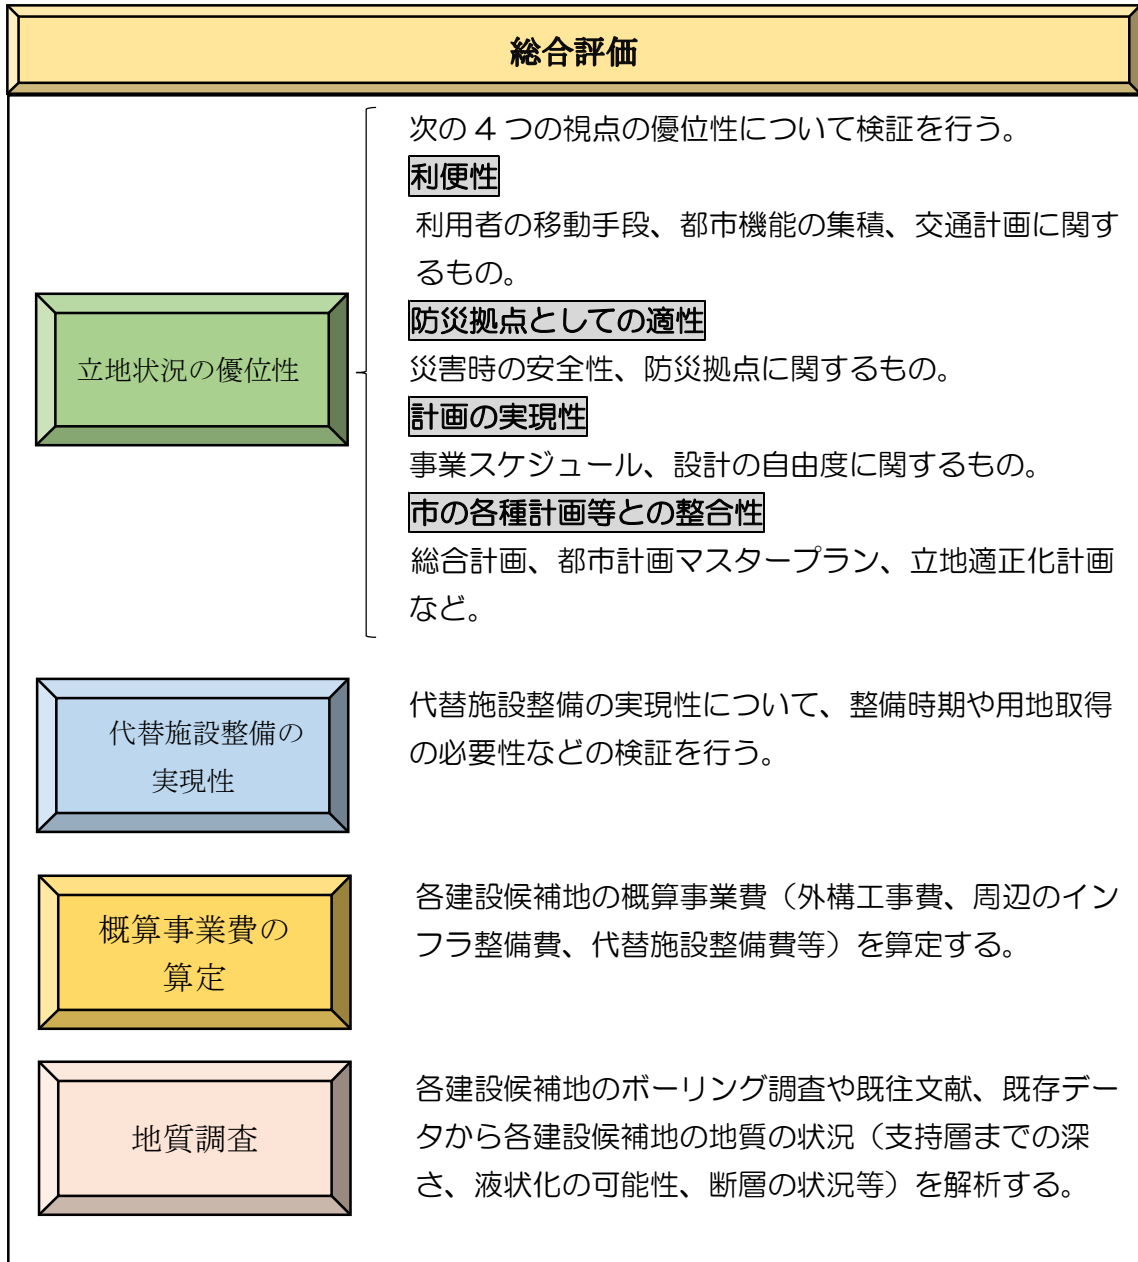 総合評価
立地状況の優位性
次の4つの視点の優位性について検証を行う。
利便性
利用者の移動手段、都市機能の集積、交通計画に関す
るもの。
防災拠点としての適性
災害時の安全性、防災拠点に関するもの。
計画の実現性
事業スケジュール、設計の自由度に関するもの。
市の各種計画等との整合性
総合計画、都市計画マスタープラン、立地適正化計画
など。
代替施設整備の
実現性
代替施設整備の実現性について、整備時期や用地取得
の必要性などの検証を行う。
概算事業費の
算定
各建設候補地の概算事業費（外構工事費、周辺のイン
フラ整備費、代替施設整備費等）を算定する。
地質調査
各建設候補地のボーリング調査や既往文献、既存デー
タから各建設候補地の地質の状況（支持層までの深
さ、液状化の可能性、断層の状況等）を解析する。